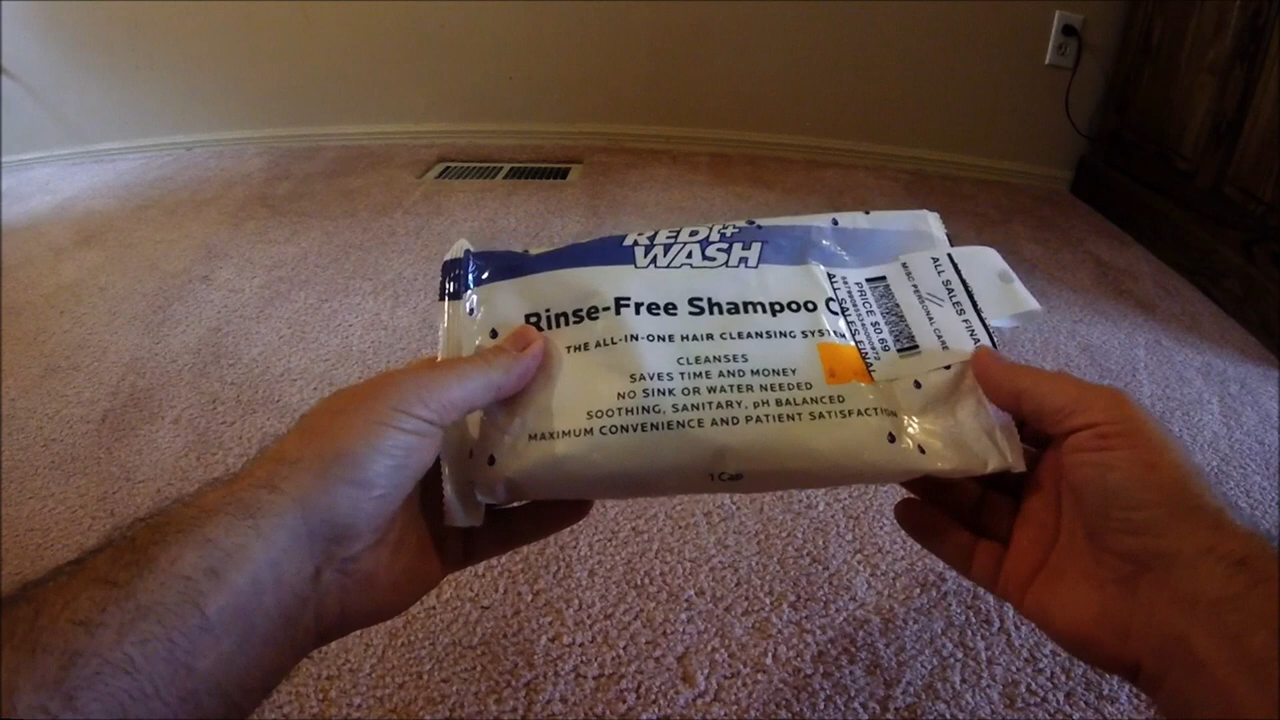 REDI+
WASH
Rinse-Free Shampoo C
THE ALL-IN-ONE HAIR CLEANSING SYSTEM
CLEANSES
SAVES TIME AND MONEY
NO SINK OR WATER NEEDED
SOOTHING, SANITARY, pH BALANCED
MAXIMUM CONVENIENCE AND PATIENT SATISFACTION
1 Cap
ALL SALES FINAL
PRICE $0.69
MISC PERSONAL CARE
//
ALL SALES FINAL